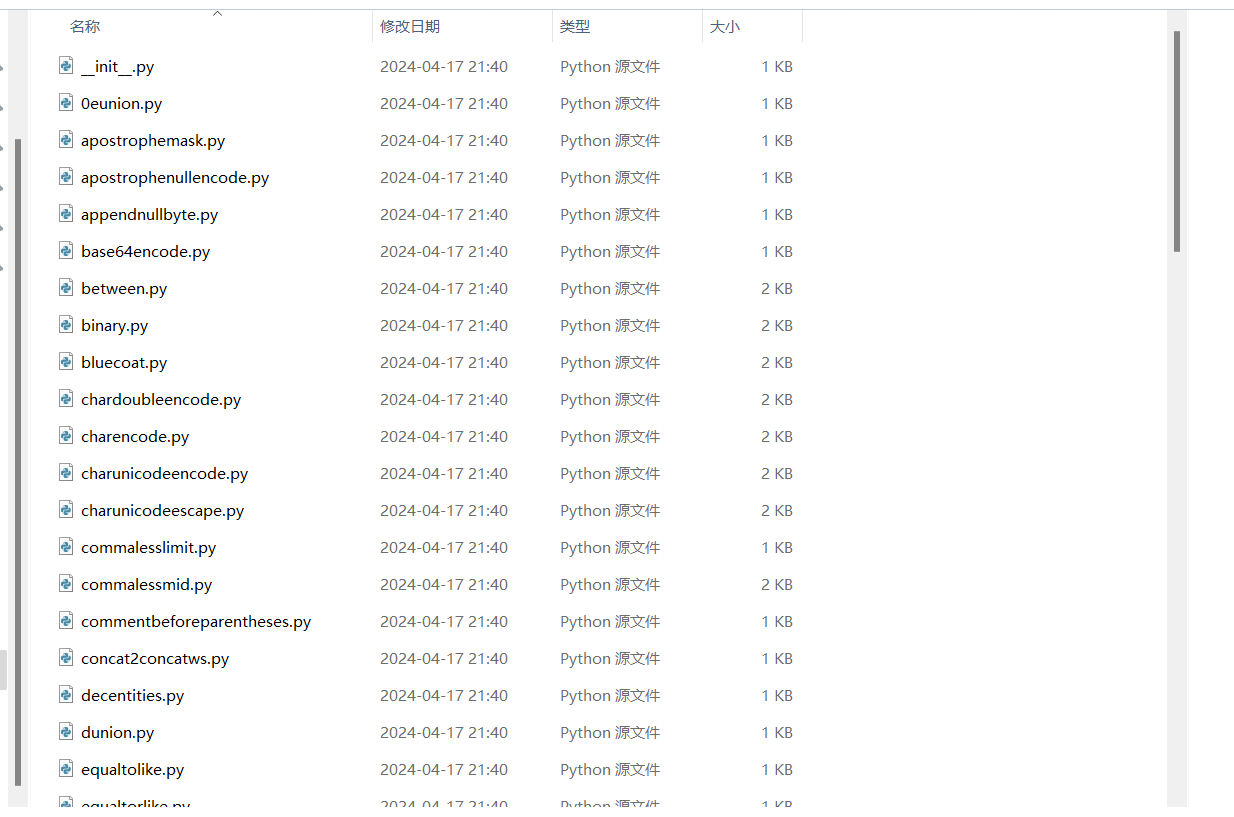 名称 修改日期 类型 大小
__init__.py 2024-04-17 21:40 Python 源文件 1 KB
0eunion.py 2024-04-17 21:40 Python 源文件 1 KB
apostrophemask.py 2024-04-17 21:40 Python 源文件 1 KB
apostrophenullencode.py 2024-04-17 21:40 Python 源文件 1 KB
appendnullbyte.py 2024-04-17 21:40 Python 源文件 1 KB
base64encode.py 2024-04-17 21:40 Python 源文件 1 KB
between.py 2024-04-17 21:40 Python 源文件 2 KB
binary.py 2024-04-17 21:40 Python 源文件 2 KB
bluecoat.py 2024-04-17 21:40 Python 源文件 2 KB
chardoubleencode.py 2024-04-17 21:40 Python 源文件 2 KB
charencode.py 2024-04-17 21:40 Python 源文件 2 KB
charunicodeencode.py 2024-04-17 21:40 Python 源文件 2 KB
charunicodeescape.py 2024-04-17 21:40 Python 源文件 2 KB
commalesslimit.py 2024-04-17 21:40 Python 源文件 1 KB
commalessmid.py 2024-04-17 21:40 Python 源文件 2 KB
commentbeforeparentheses.py 2024-04-17 21:40 Python 源文件 1 KB
concat2concatws.py 2024-04-17 21:40 Python 源文件 1 KB
decentities.py 2024-04-17 21:40 Python 源文件 1 KB
dunion.py 2024-04-17 21:40 Python 源文件 1 KB
equaltolike.py 2024-04-17 21:40 Python 源文件 1 KB
equaltorlike.py 2024-04-17 21:40 Python 源文件 1 KB